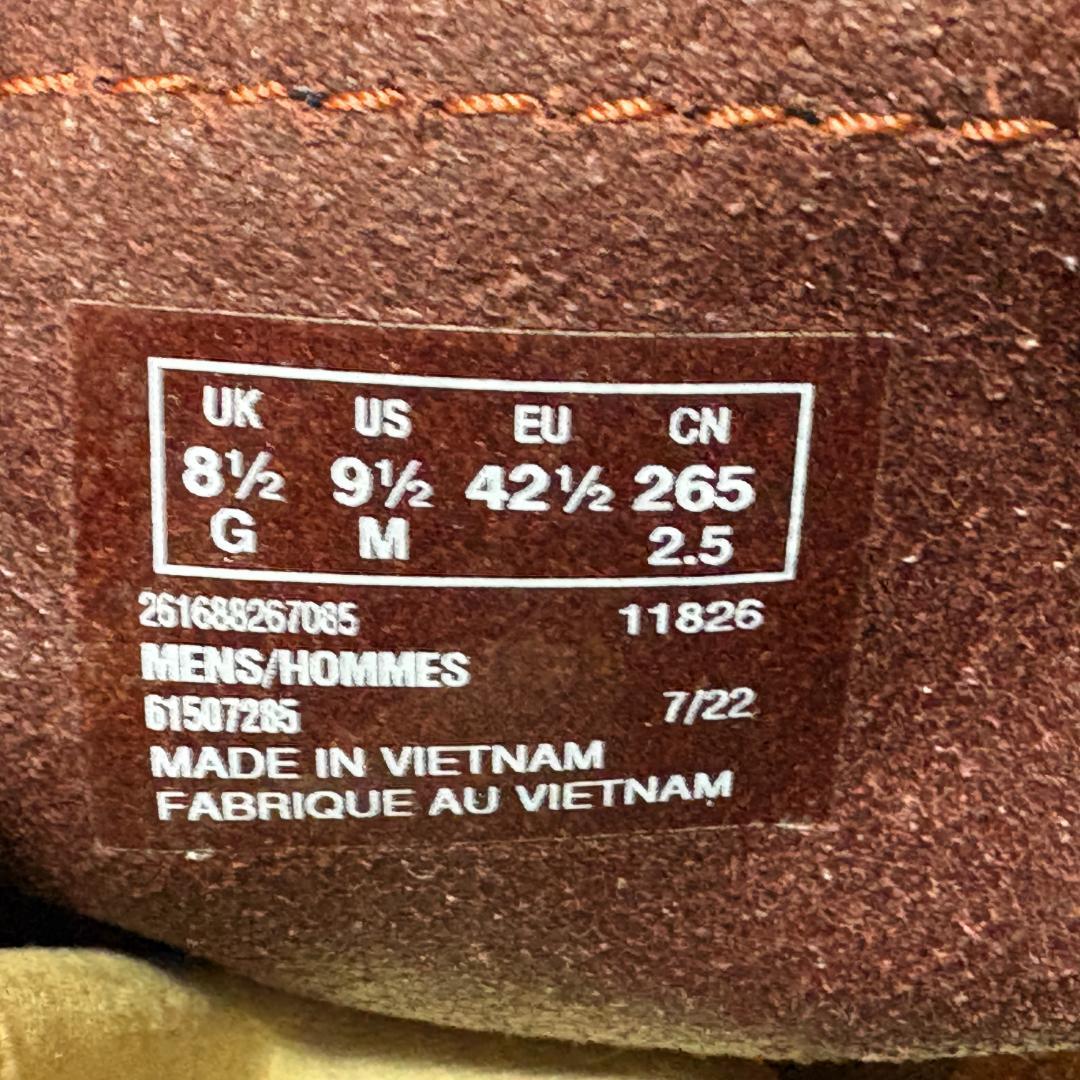 UK US EU CN
8½ 9½ 42½ 265
G M 2.5
261688267085 11826
MENS/HOMMES
61507285 7/22
MADE IN VIETNAM
FABRIQUE AU VIETNAM